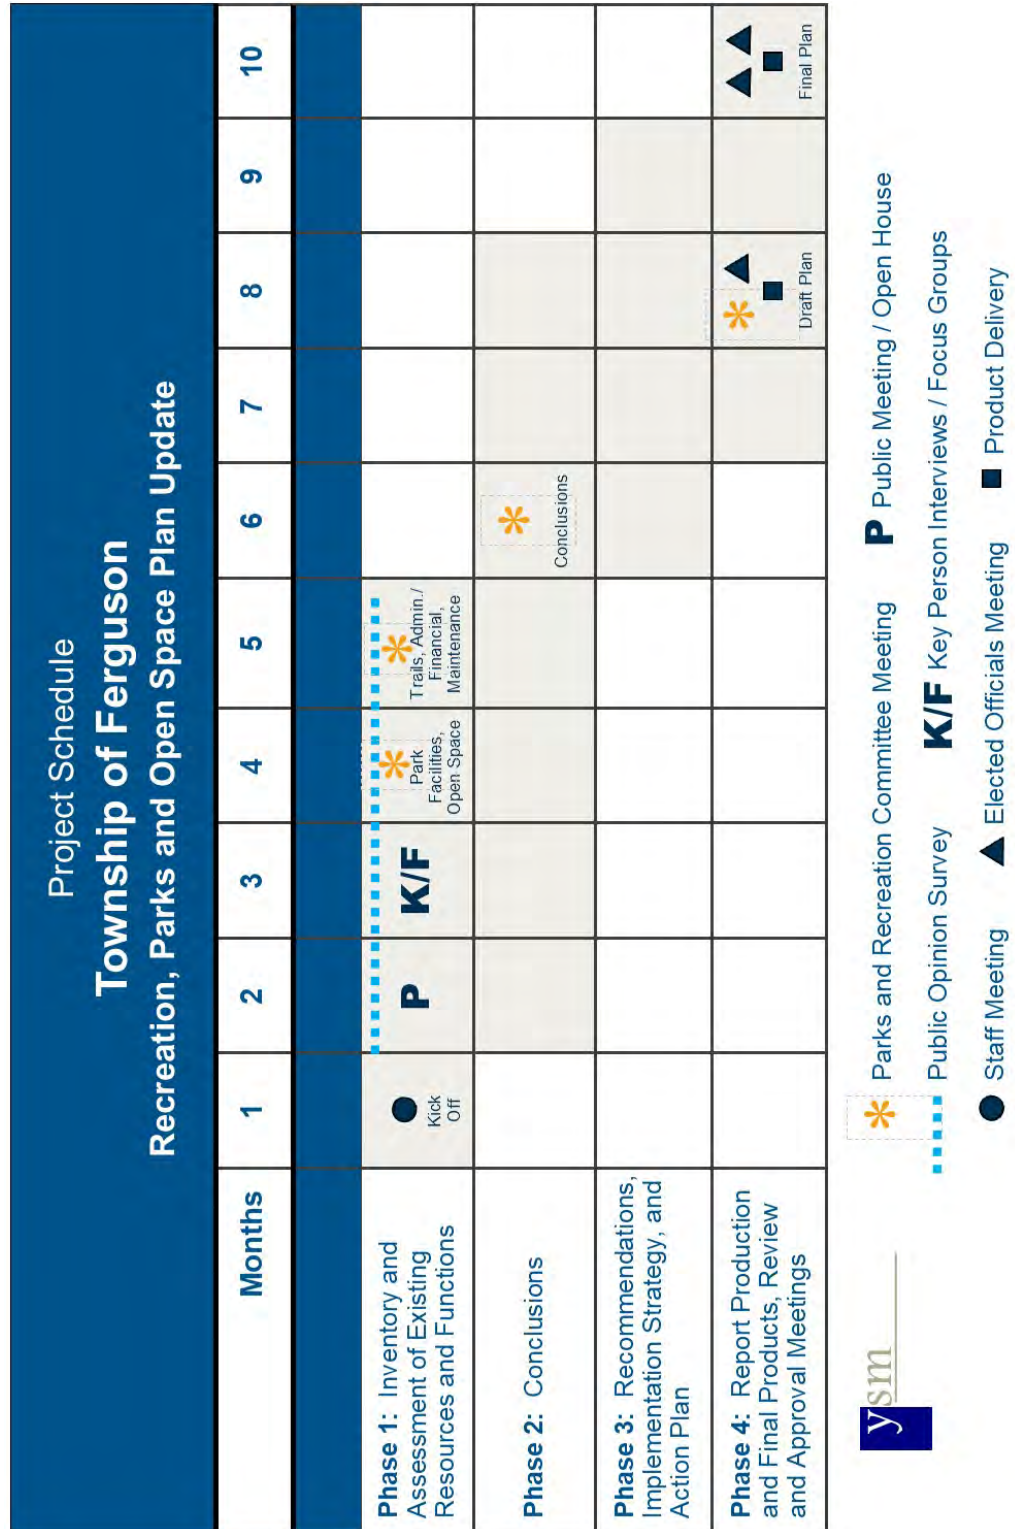 Project Schedule
Township of Ferguson
Recreation, Parks and Open Space Plan Update
Months
1
2
3
4
5
6
7
8
9
10
Phase 1: Inventory and
Assessment of Existing
Resources and Functions
Kick
Off
P
K/F
Park
Facilities,
Open Space
Trails, Admin./
Financial,
Maintenance
Phase 2: Conclusions
Conclusions
Phase 3: Recommendations,
Implementation Strategy, and
Action Plan
Phase 4: Report Production
and Final Products, Review
and Approval Meetings
Draft Plan
Final Plan
ysm
Parks and Recreation Committee Meeting
P Public Meeting / Open House
Public Opinion Survey
K/F Key Person Interviews / Focus Groups
Staff Meeting
Elected Officials Meeting
Product Delivery